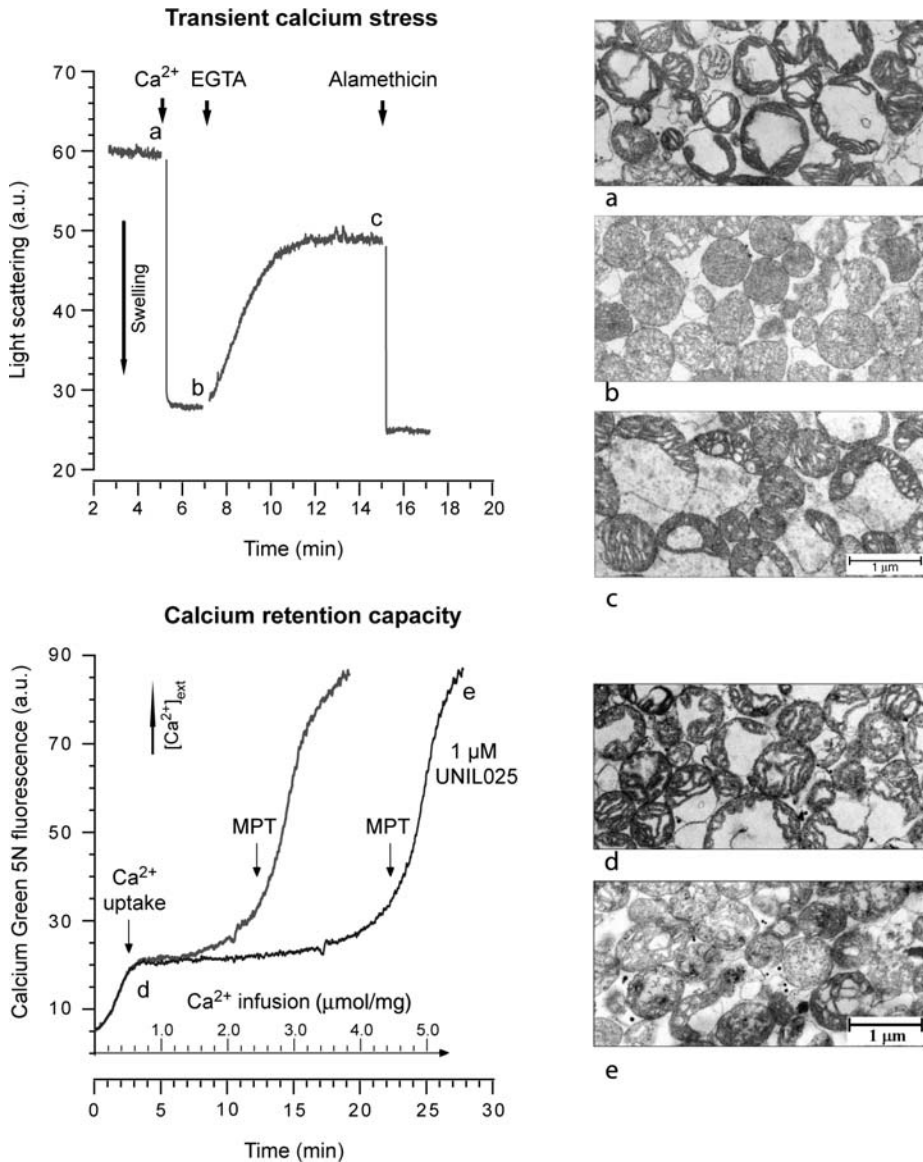 Transient calcium stress
Ca2+ EGTA Alamethicin
a
70
60
50
40
30
20
Light scattering (a.u.)
Swelling
b
c
2 4 6 8 10 12 14 16 18 20
Time (min)
a
b
1 μm
c
Calcium retention capacity
90
70
50
30
10
Calcium Green 5N fluorescence (a.u.)
[Ca2+]ext
e
1 μM
UNIL025
MPT
MPT
Ca2+
uptake
d
Ca2+ infusion (μmol/mg)
1.0 2.0 3.0 4.0 5.0
0 5 10 15 20 25 30
Time (min)
d
1 μm
e